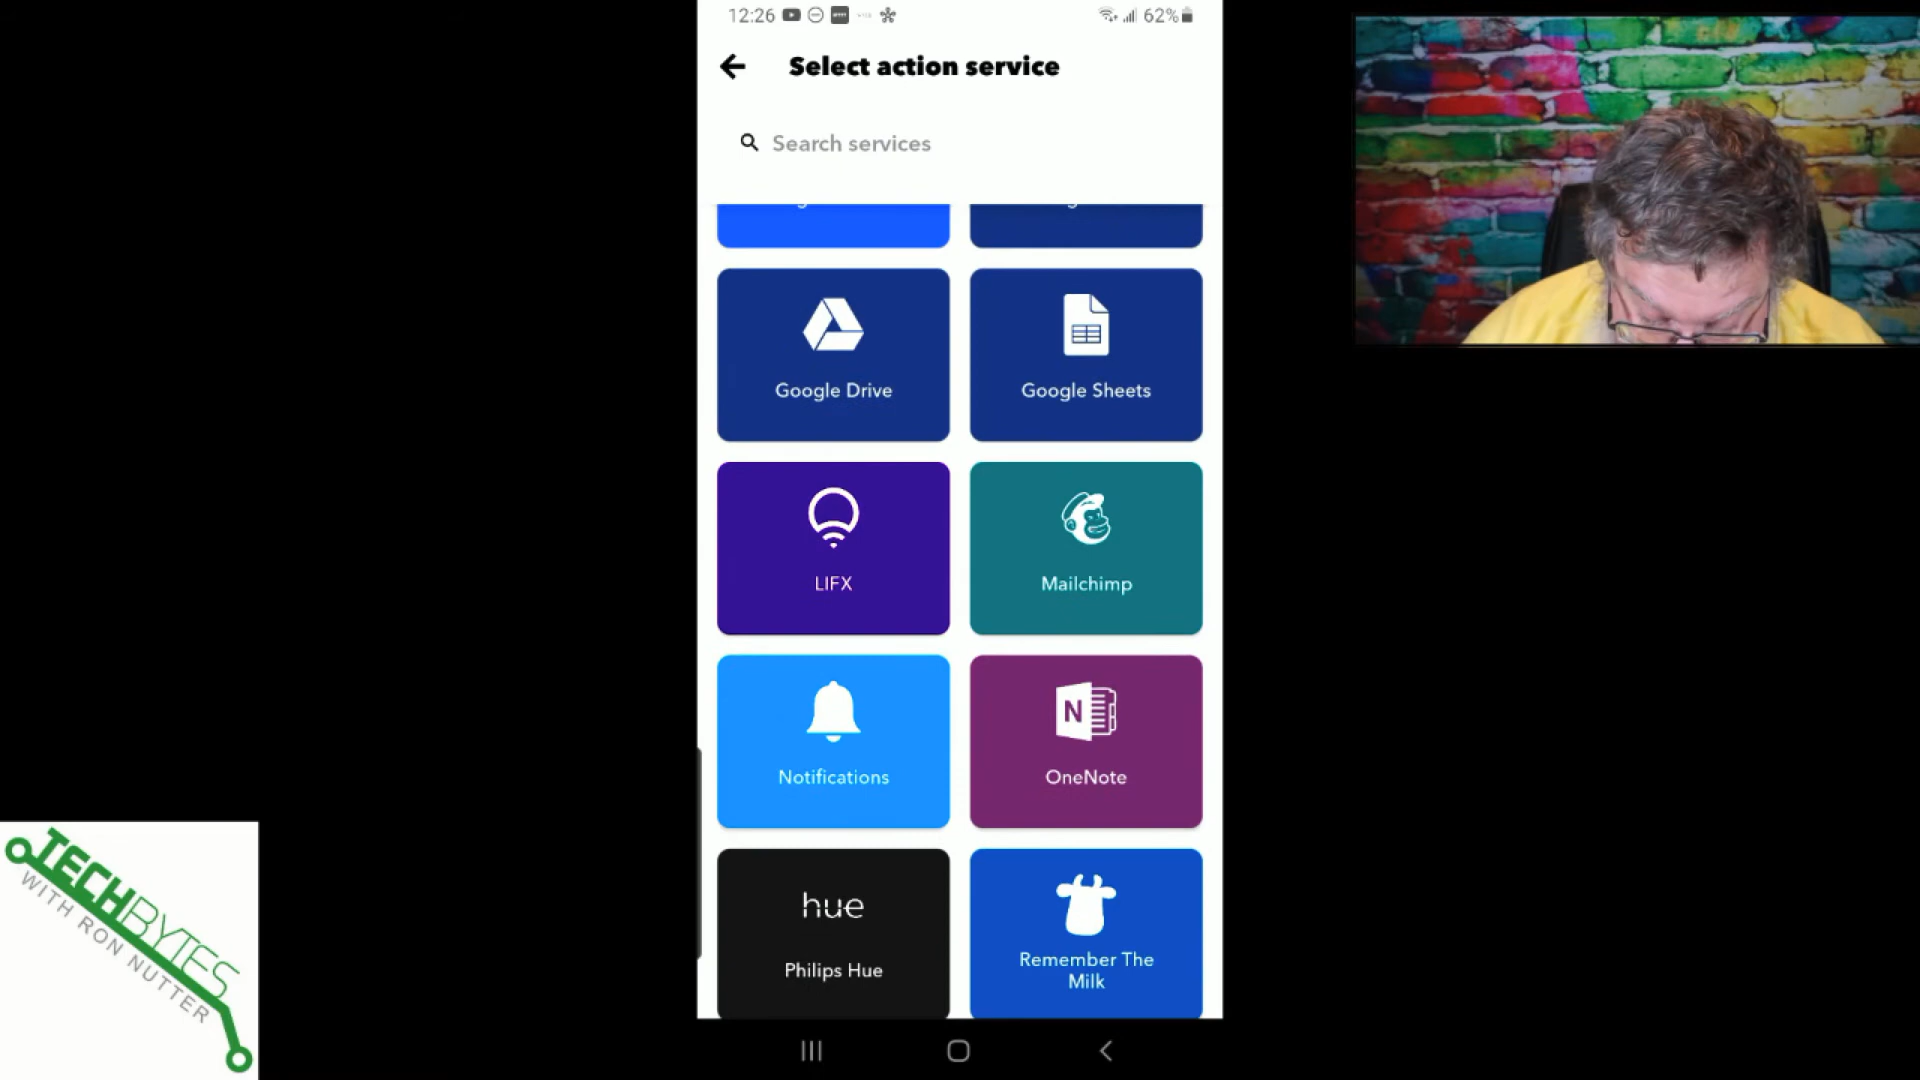 12:26
62%
Select action service
Search services
Google Drive
Google Sheets
LIFX
Mailchimp
Notifications
N
OneNote
hue
Philips Hue
Remember The
Milk
TECHBYTES
WITH RON NUTTER